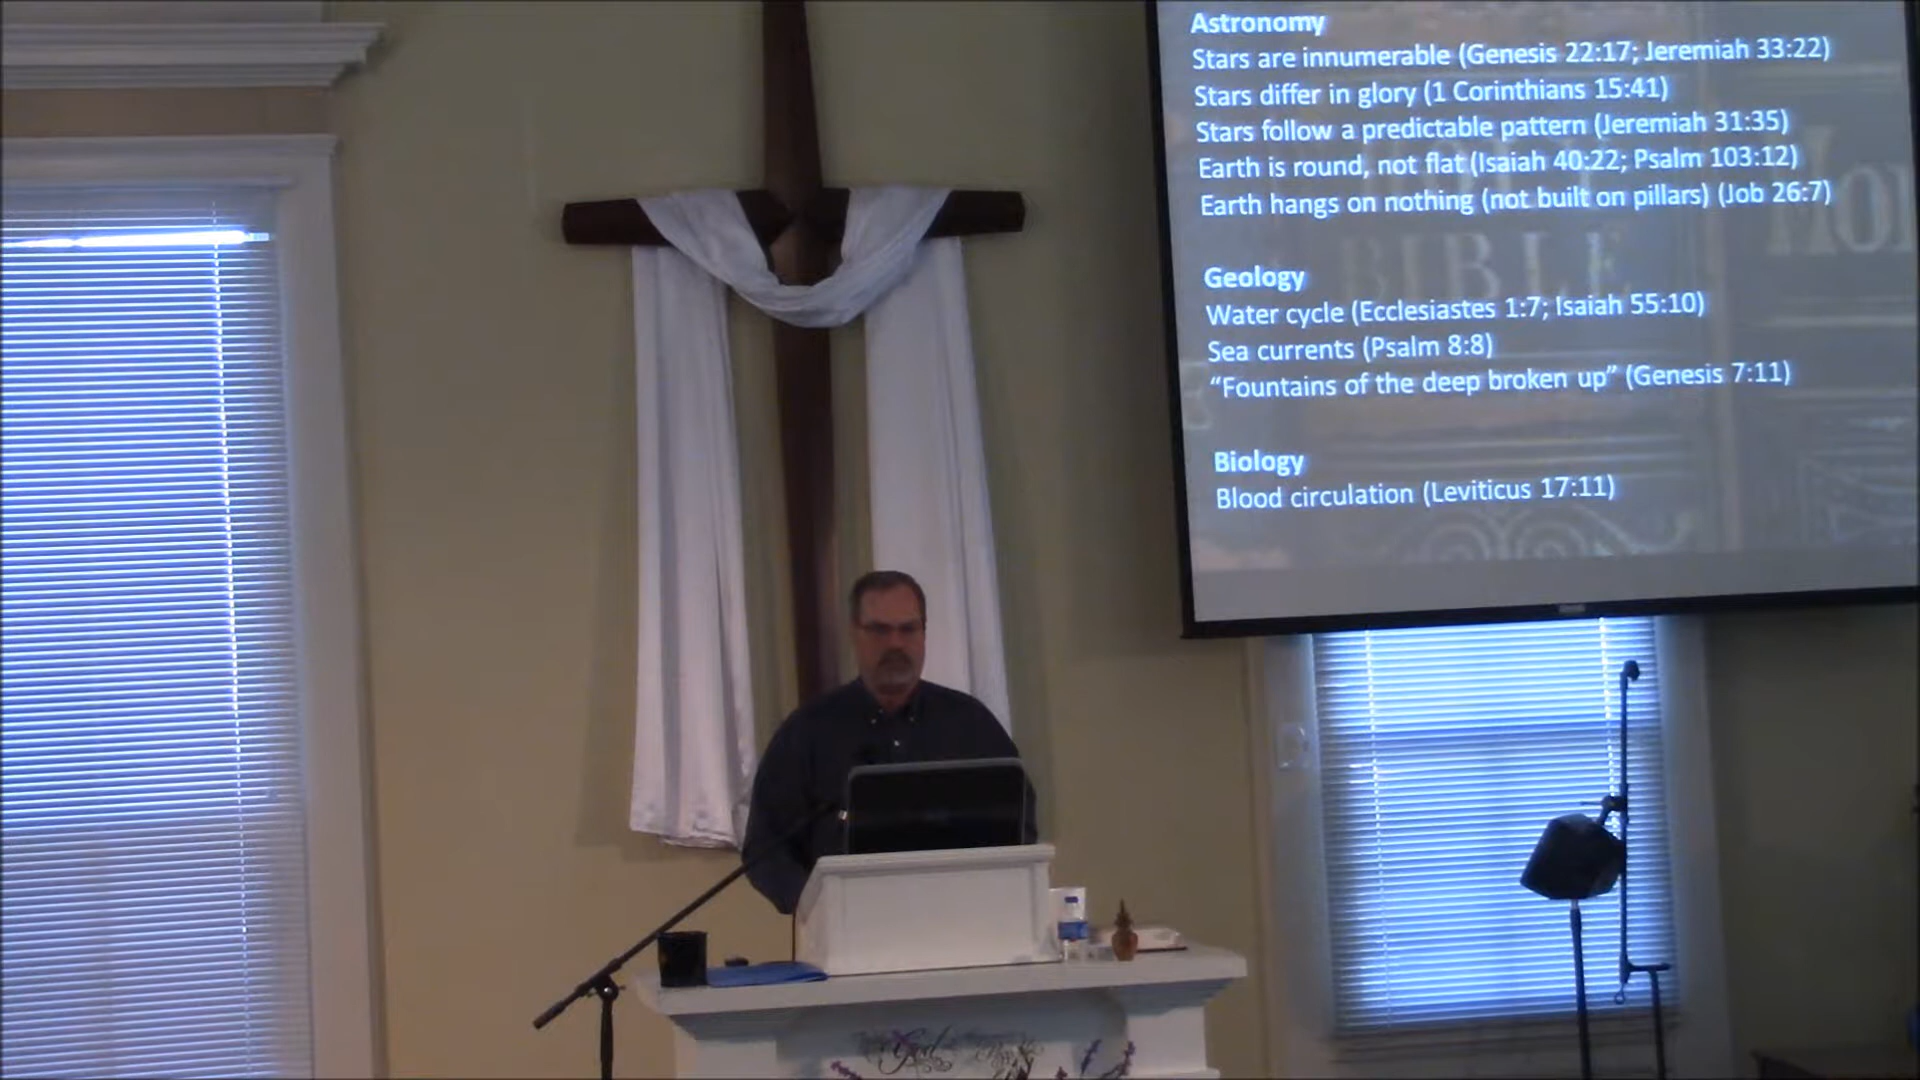 Astronomy
Stars are innumerable (Genesis 22:17; Jeremiah 33:22)
Stars differ in glory (1 Corinthians 15:41)
Stars follow a predictable pattern (Jeremiah 31:35)
Earth is round, not flat (Isaiah 40:22; Psalm 103:12)
Earth hangs on nothing (not built on pillars) (Job 26:7)
BIBLE
Geology
Water cycle (Ecclesiastes 1:7; Isaiah 55:10)
Sea currents (Psalm 8:8)
“Fountains of the deep broken up” (Genesis 7:11)
Biology
Blood circulation (Leviticus 17:11)
God